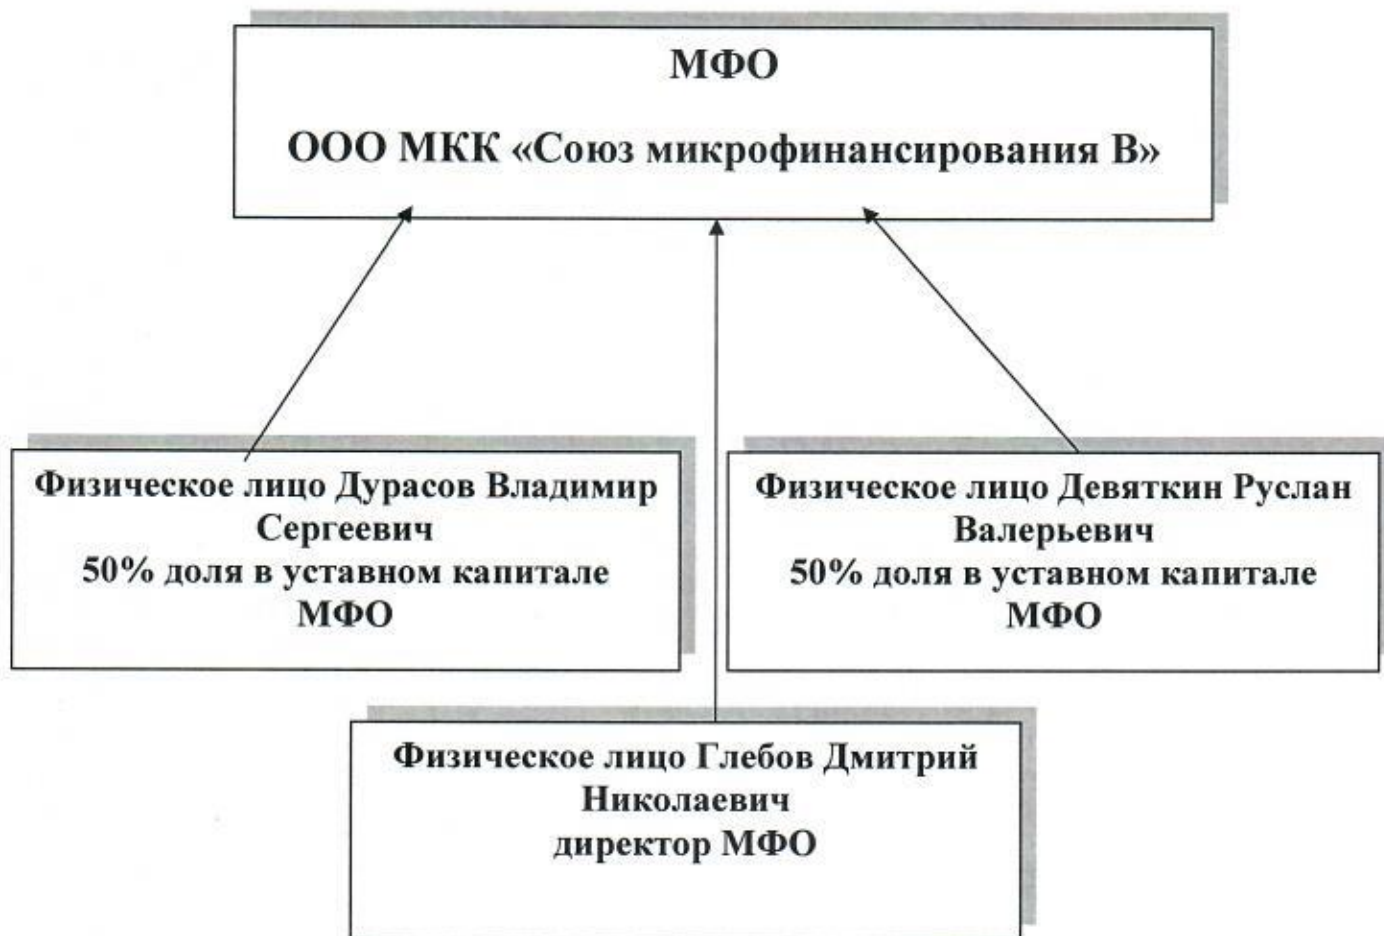 МФО
ООО МКК «Союз микрофинансирования В»
Физическое лицо Дурасов Владимир
Сергеевич
50% доля в уставном капитале
МФО
Физическое лицо Девяткин Руслан
Валерьевич
50% доля в уставном капитале
МФО
Физическое лицо Глебов Дмитрий
Николаевич
директор МФО